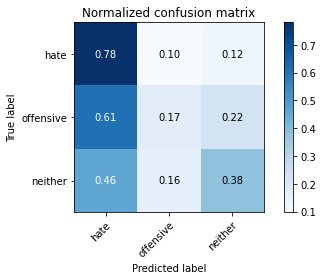 Normalized confusion matrix
True label
hate 0.78 0.10 0.12
offensive 0.61 0.17 0.22
neither 0.46 0.16 0.38
hate offensive neither
Predicted label
0.7
0.6
0.5
0.4
0.3
0.2
0.1